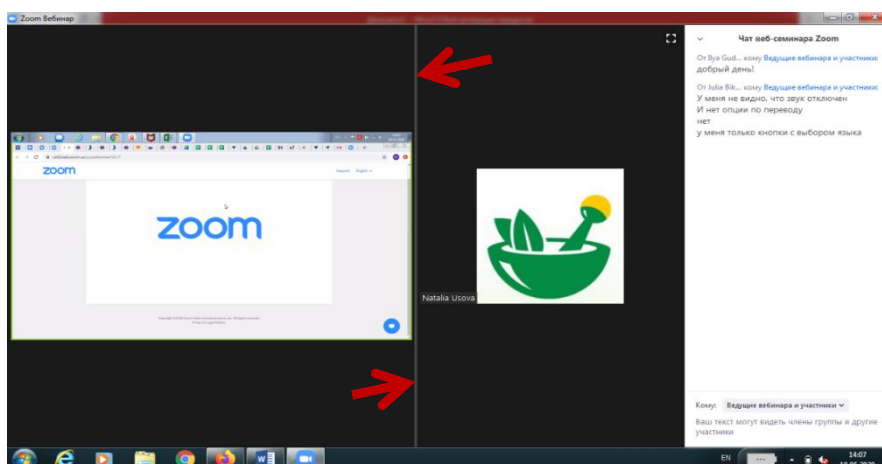 Zoom Вебинар
zoom
zoom
Natalia Usova
Чат веб-семинара Zoom
От Ilya Gud... кому Ведущие вебинара и участники:
добрый день!
От Julie Bik... кому Ведущие вебинара и участники:
У меня не видно, что звук отключен
И нет опции по переводу
нет
у меня только кнопки с выбором языка
Кому: Ведущие вебинара и участники
Ваш текст могут видеть члены группы и другие
участники
EN
14:07